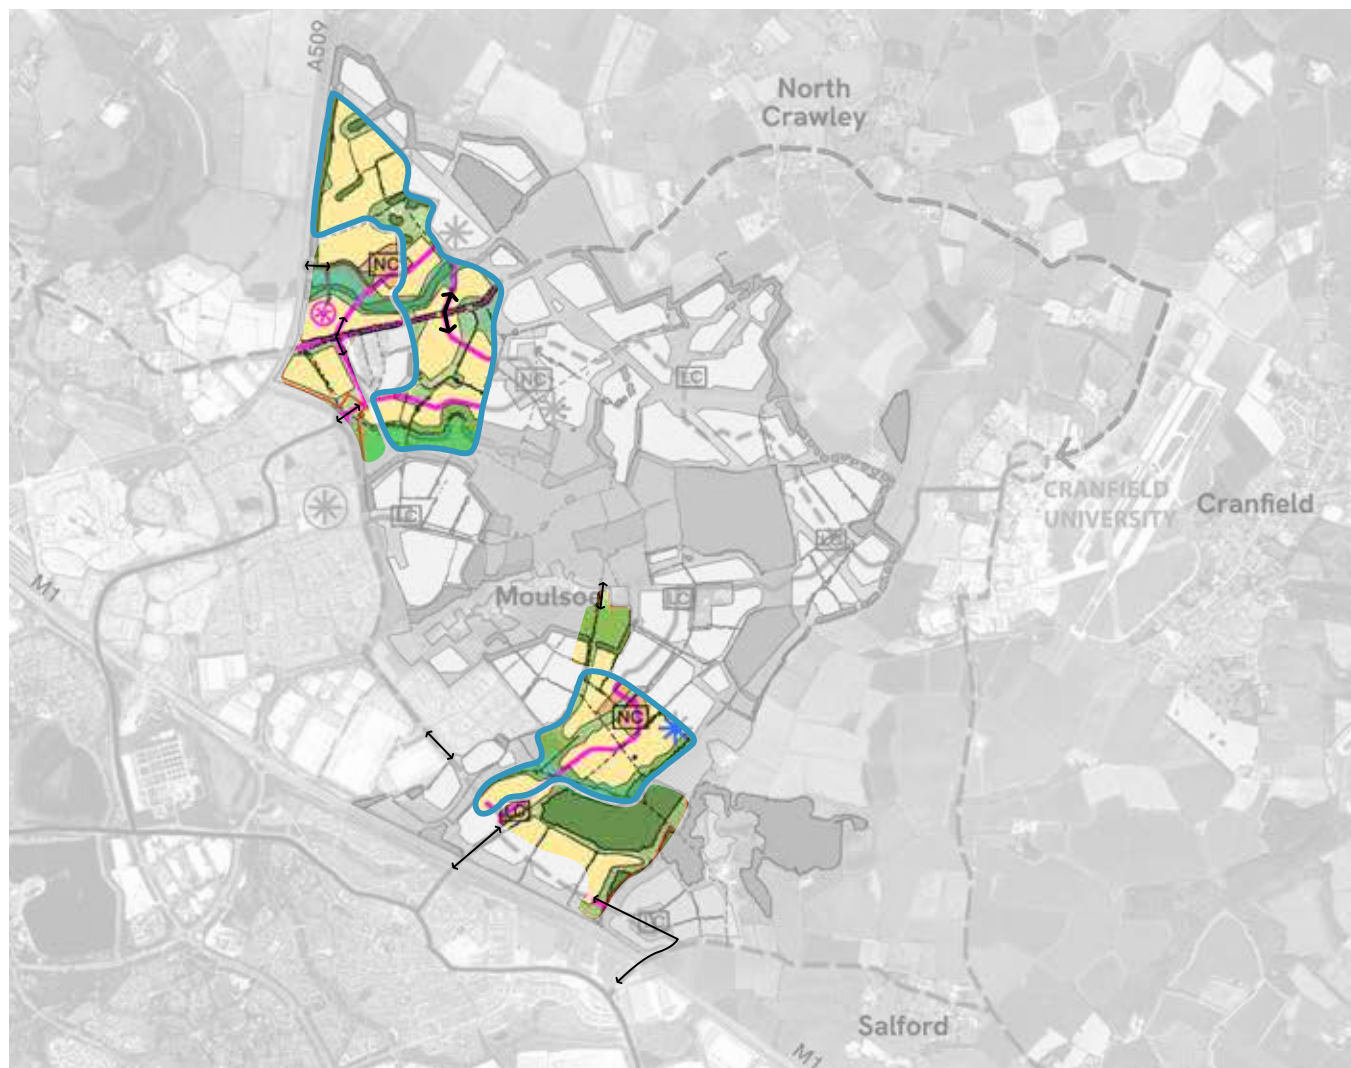 A509
North
Crawley
NC
NC
LC
CRANFIELD
UNIVERSITY
Cranfield
LC
LC
M1
Moulsoe
LC
NC
LC
LC
Salford
M1